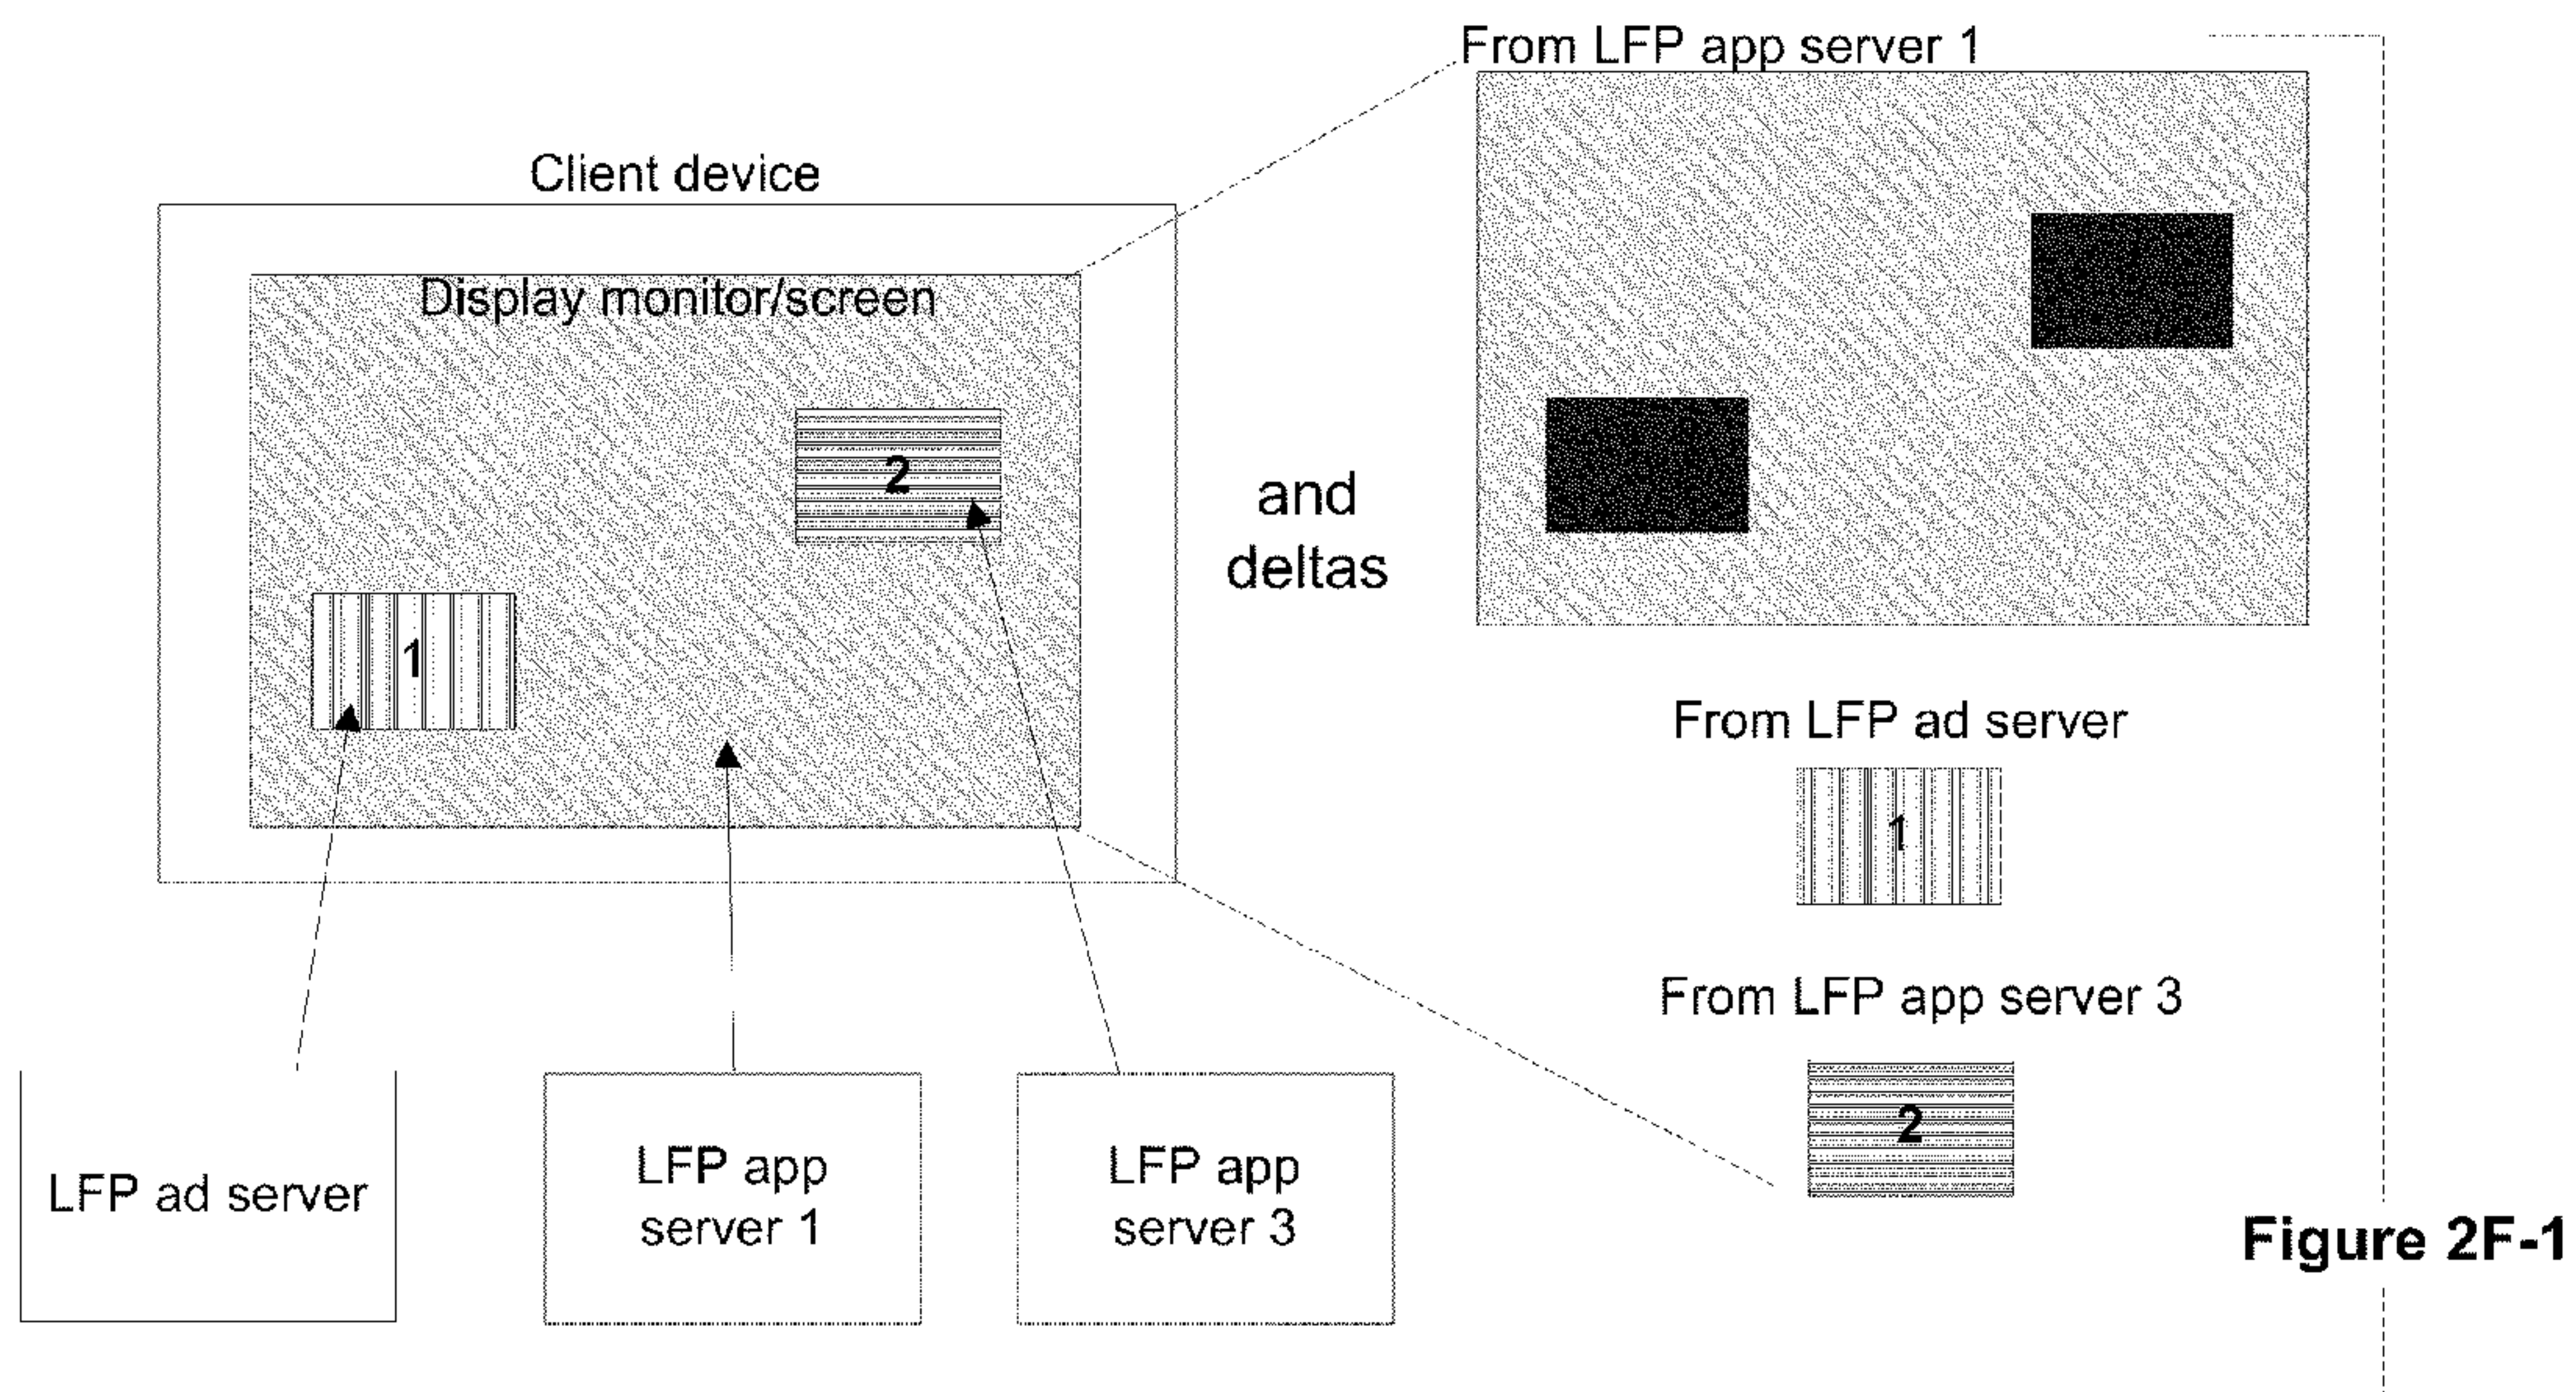 From LFP app server 1
Client device
Display monitor/screen
2
and
deltas
1
From LFP ad server
1
From LFP app server 3
2
LFP ad server
LFP app
server 1
LFP app
server 3
Figure 2F-1